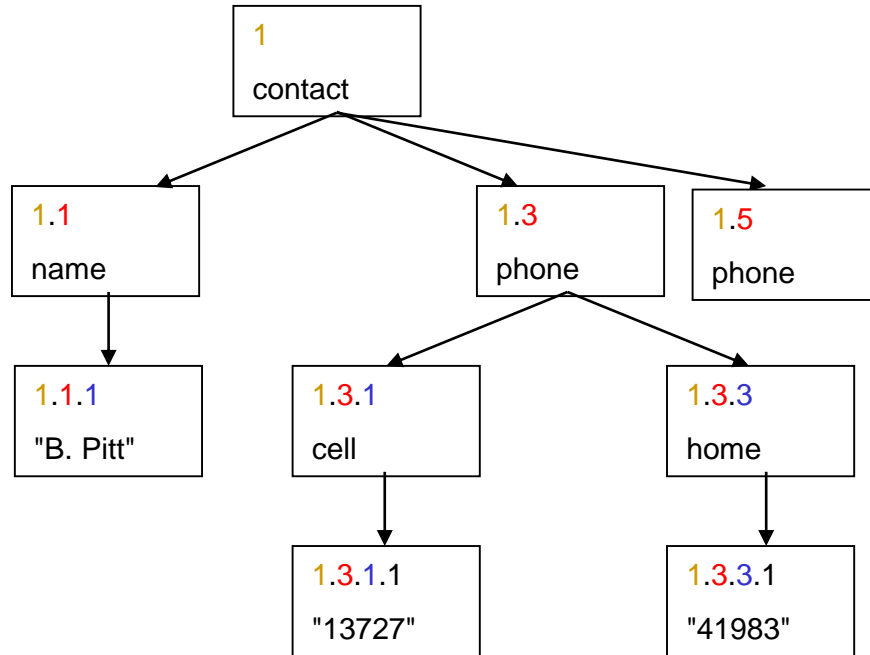 1
contact
1.1
name
1.3
phone
1.5
phone
1.1.1
"B. Pitt"
1.3.1
cell
1.3.3
home
1.3.1.1
"13727"
1.3.3.1
"41983"